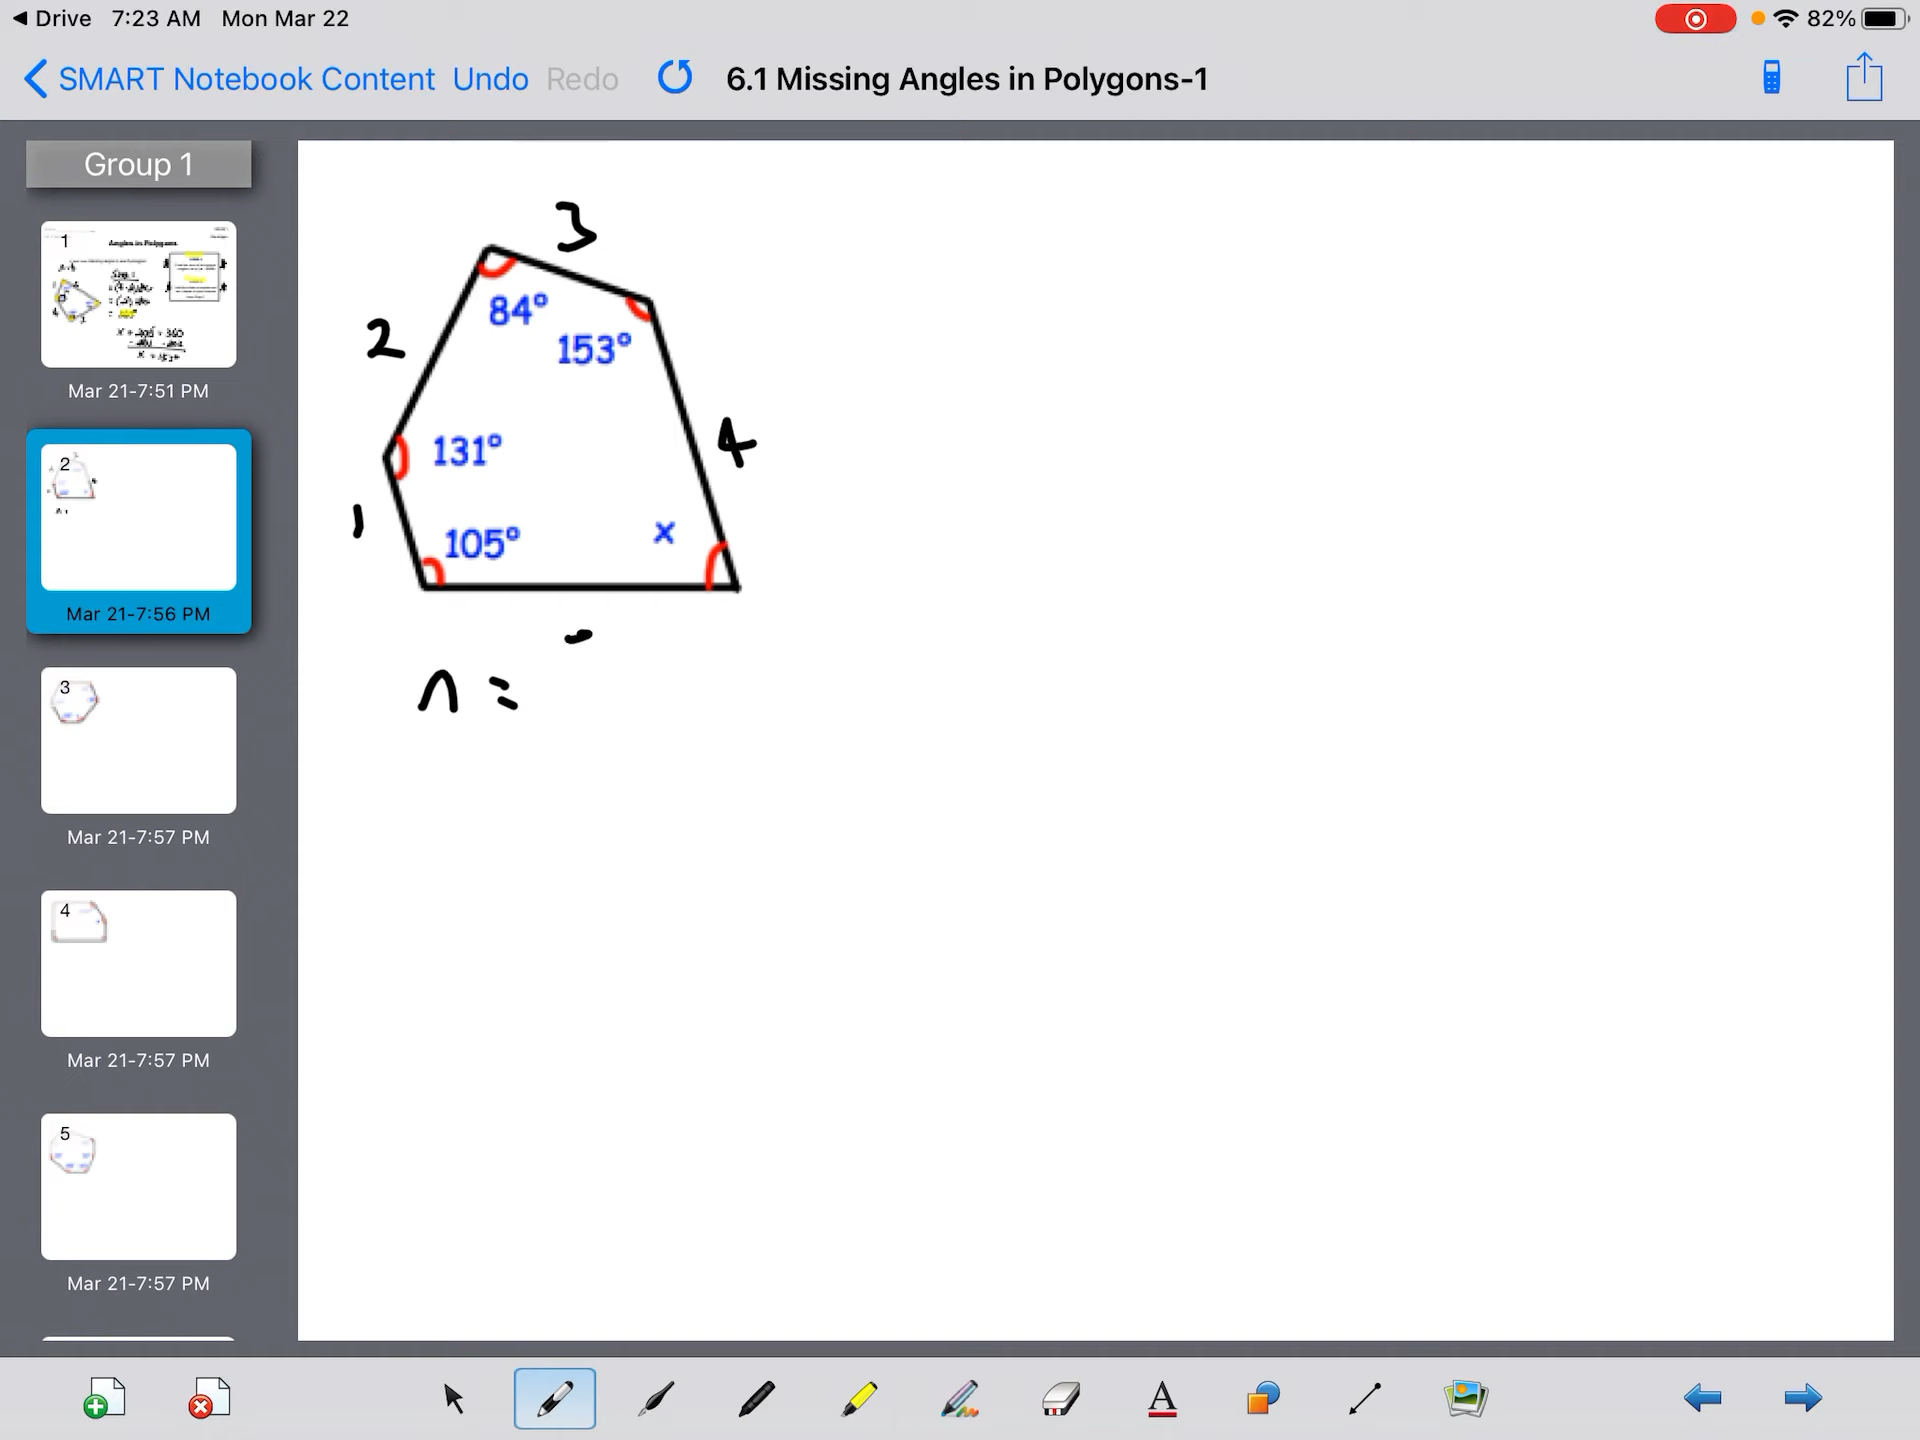 Drive 7:23 AM Mon Mar 22 82%
SMART Notebook Content Undo Redo 6.1 Missing Angles in Polygons-1
Group 1
1
Angles in Polygons
Mar 21-7:51 PM
2
Mar 21-7:56 PM
3
Mar 21-7:57 PM
4
Mar 21-7:57 PM
5
Mar 21-7:57 PM
3
84°
153°
2
131°
4
1
105°
x
n =
A